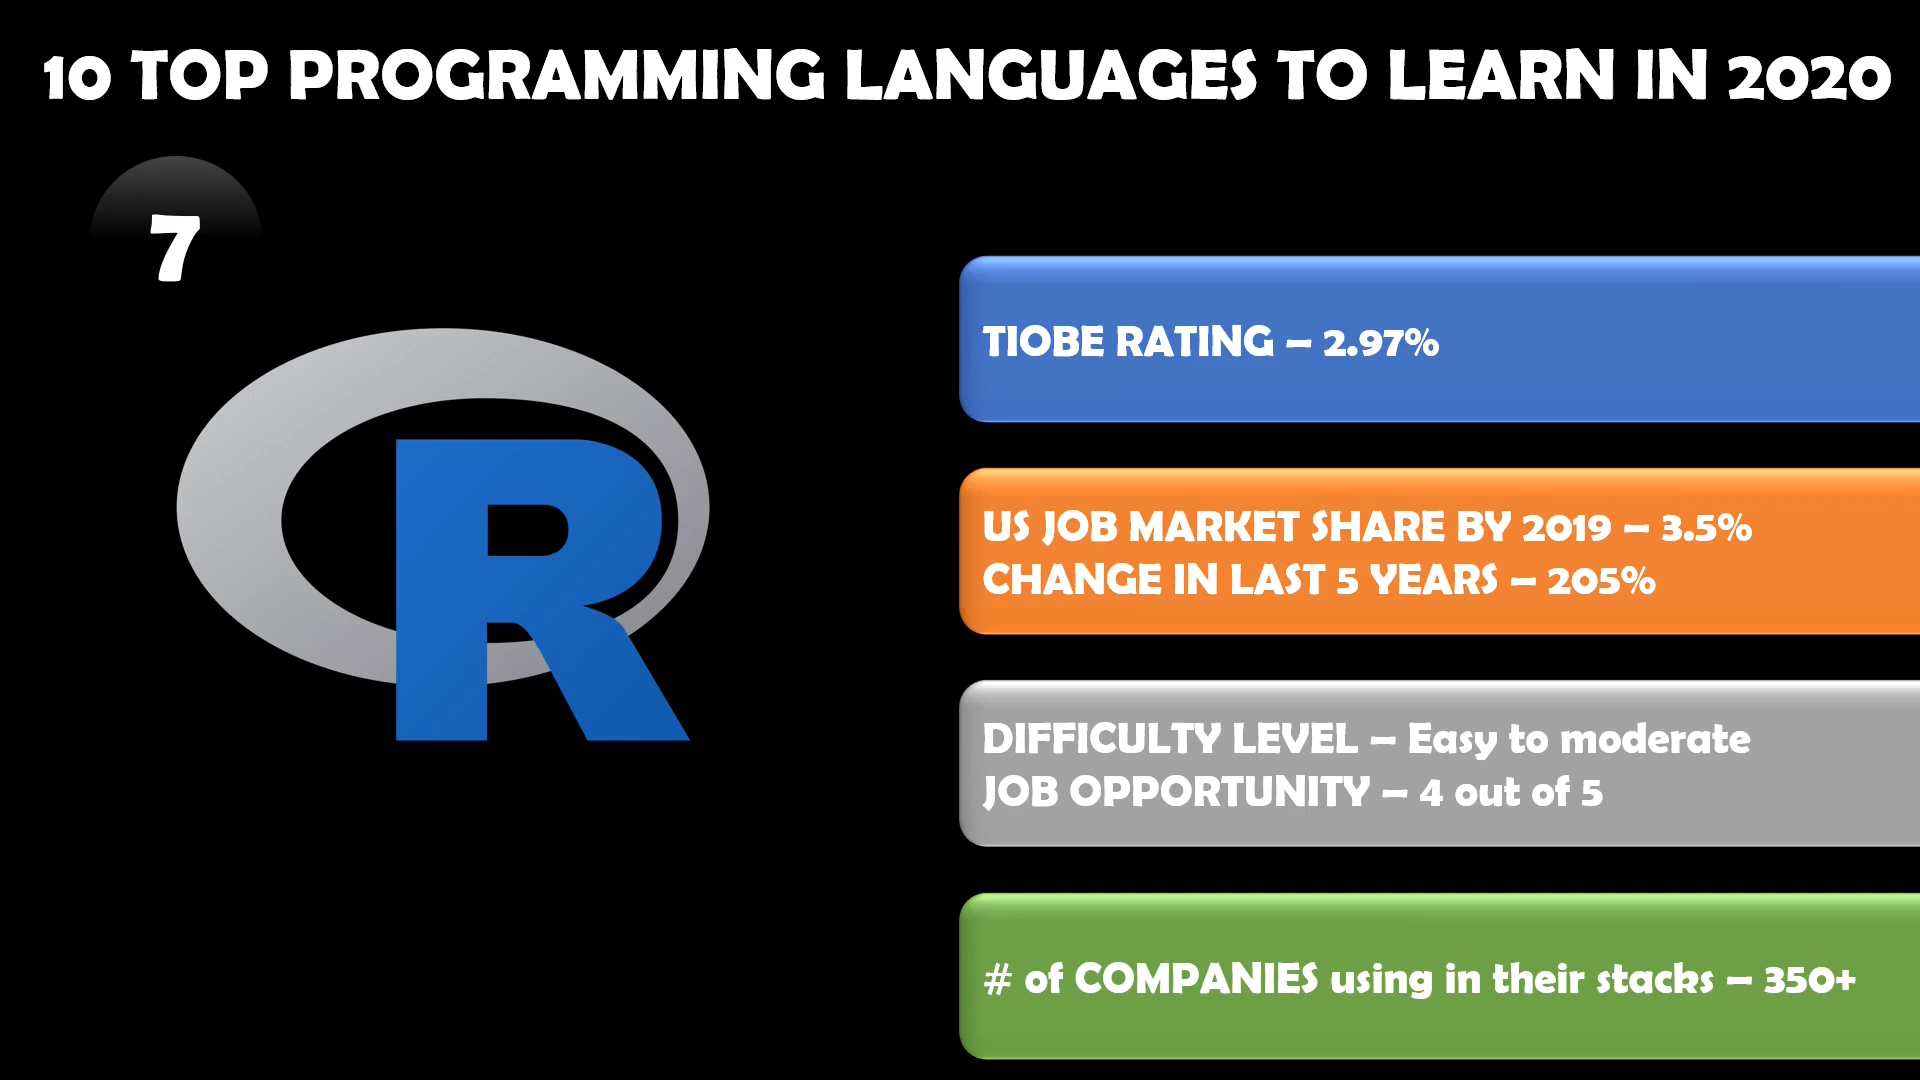 10 TOP PROGRAMMING LANGUAGES TO LEARN IN 2020
7
R
TIOBE RATING – 2.97%
US JOB MARKET SHARE BY 2019 – 3.5%
CHANGE IN LAST 5 YEARS – 205%
DIFFICULTY LEVEL – Easy to moderate
JOB OPPORTUNITY – 4 out of 5
# of COMPANIES using in their stacks – 350+